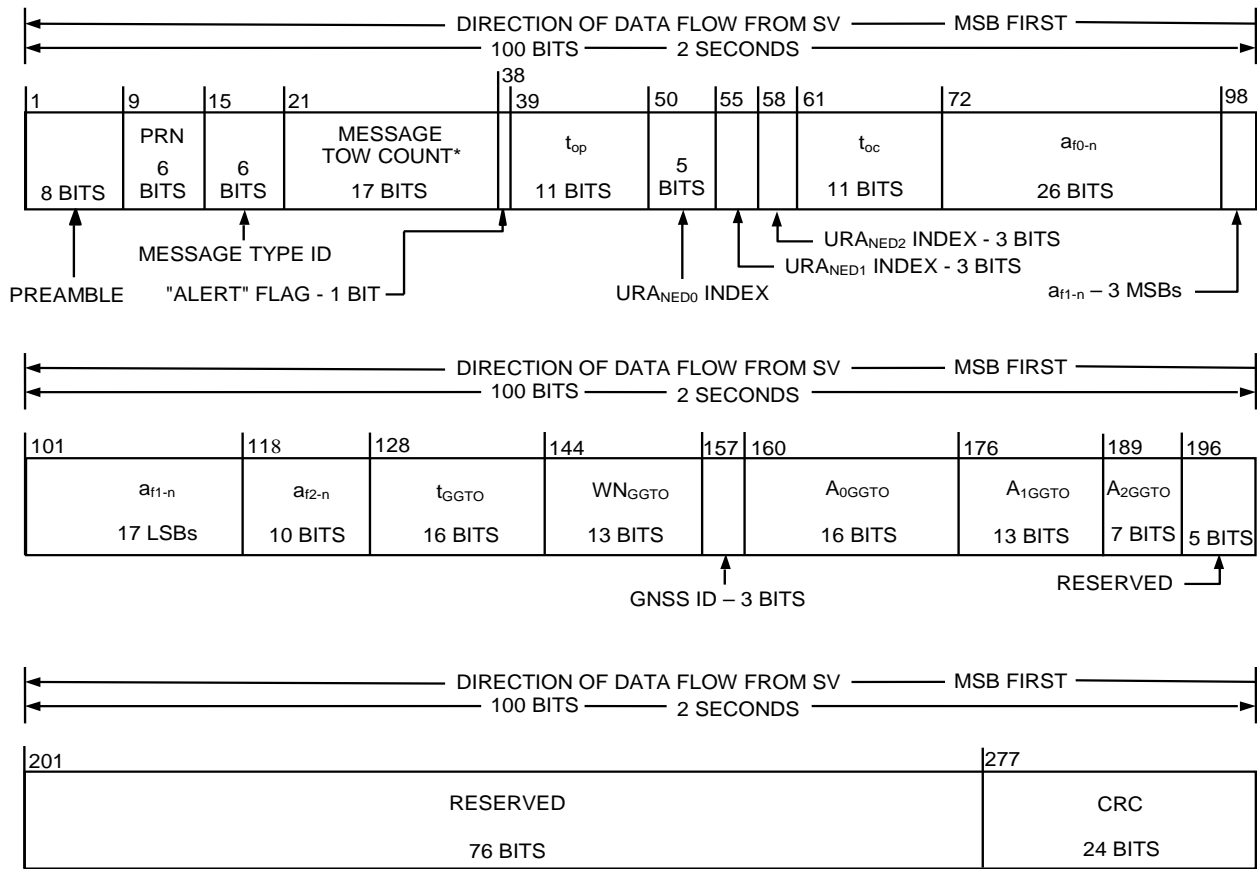 DIRECTION OF DATA FLOW FROM SV MSB FIRST
100 BITS 2 SECONDS
38
1 9 15 21 39 50 55 58 61 72 98
PRN MESSAGE
TOW COUNT* t_op t_oc a_f0-n
6 6 5
8 BITS BITS BITS 17 BITS 11 BITS BITS 11 BITS 26 BITS
MESSAGE TYPE ID
URA_NED2 INDEX - 3 BITS
URA_NED1 INDEX - 3 BITS
PREAMBLE "ALERT" FLAG - 1 BIT URA_NED0 INDEX a_f1-n – 3 MSBs
DIRECTION OF DATA FLOW FROM SV MSB FIRST
100 BITS 2 SECONDS
101 118 128 144 157 160 176 189 196
a_f1-n a_f2-n t_GGTO WN_GGTO A_0GGTO A_1GGTO A_2GGTO
17 LSBs 10 BITS 16 BITS 13 BITS 16 BITS 13 BITS 7 BITS 5 BITS
GNSS ID – 3 BITS RESERVED
DIRECTION OF DATA FLOW FROM SV MSB FIRST
100 BITS 2 SECONDS
201 277
RESERVED CRC
76 BITS 24 BITS